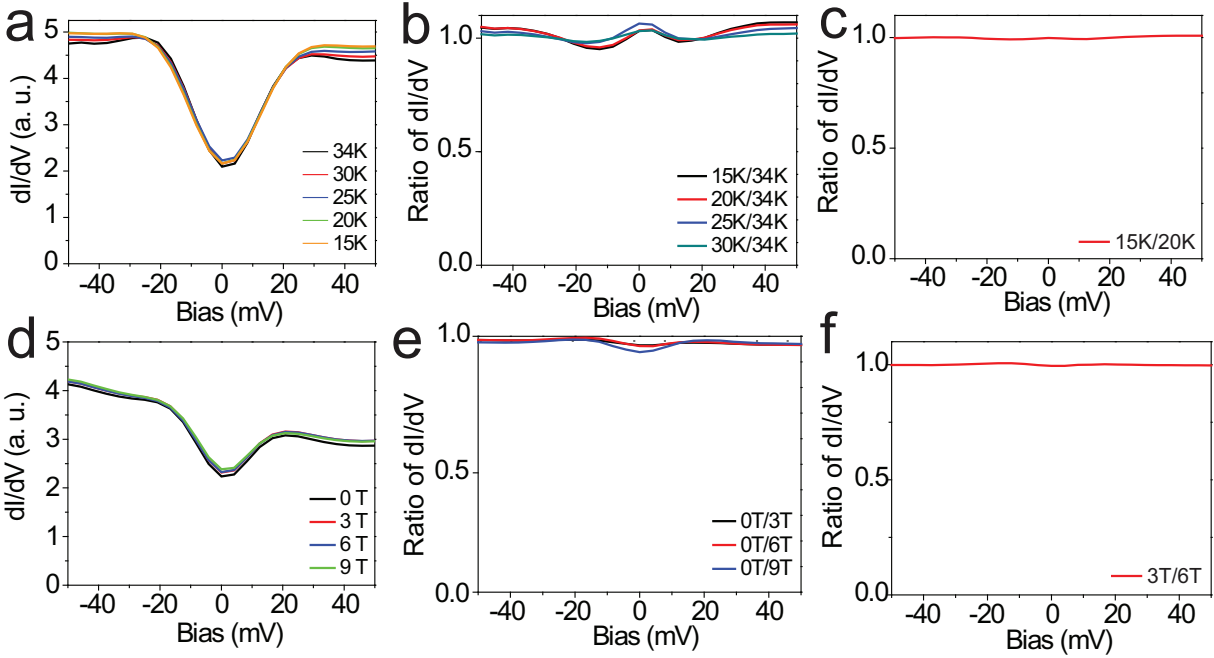 a
dI/dV (a. u.)
5
4
3
2
1
0
34K
30K
25K
20K
15K
-40 -20 0 20 40
Bias (mV)
b
Ratio of dI/dV
1.0
0.5
0.0
15K/34K
20K/34K
25K/34K
30K/34K
-40 -20 0 20 40
Bias (mV)
c
Ratio of dI/dV
1.0
0.5
1.0
15K/20K
-40 -20 0 20 40
Bias (mV)
d
dI/dV (a. u.)
5
4
3
2
1
0
0 T
3 T
6 T
9 T
-40 -20 0 20 40
Bias (mV)
e
Ratio of dI/dV
1.0
0.5
1.0
0T/3T
0T/6T
0T/9T
-40 -20 0 20 40
Bias (mV)
f
Ratio of dI/dV
1.0
0.5
1.0
3T/6T
-40 -20 0 20 40
Bias (mV)